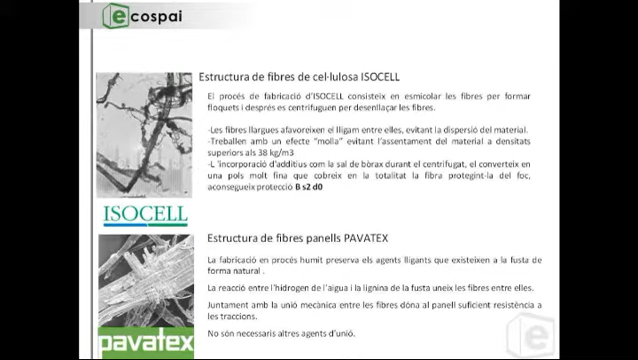 ecospai
Estructura de fibres de cel·lulosa ISOCELL
El procés de fabricació d'ISOCELL consisteix en esmicolar les fibres per formar
floquets i després es centrifuguen per desenllaçar les fibres.
-Les fibres llargues afavoreixen el lligam entre elles, evitant la dispersió del material.
-Treballen amb un efecte "molla" evitant l'assentament del material a densitats
superiors als 38 kg/m3
-L 'incorporació d'additius com la sal de bòrax durant el centrifugat, el converteix en
una pols molt fina que cobreix en la totalitat la fibra protegint-la del foc,
aconsegueix protecció B s2 d0
ISOCELL
Estructura de fibres panells PAVATEX
La fabricació en procés humit preserva els agents lligants que existeixen a la fusta de
forma natural .
La reacció entre l'hidrogen de l'aigua i la lignina de la fusta uneix les fibres entre elles.
Juntament amb la unió mecànica entre les fibres dóna al panell suficient resistència a
les traccions.
No són necessaris altres agents d'unió.
pavatex
e